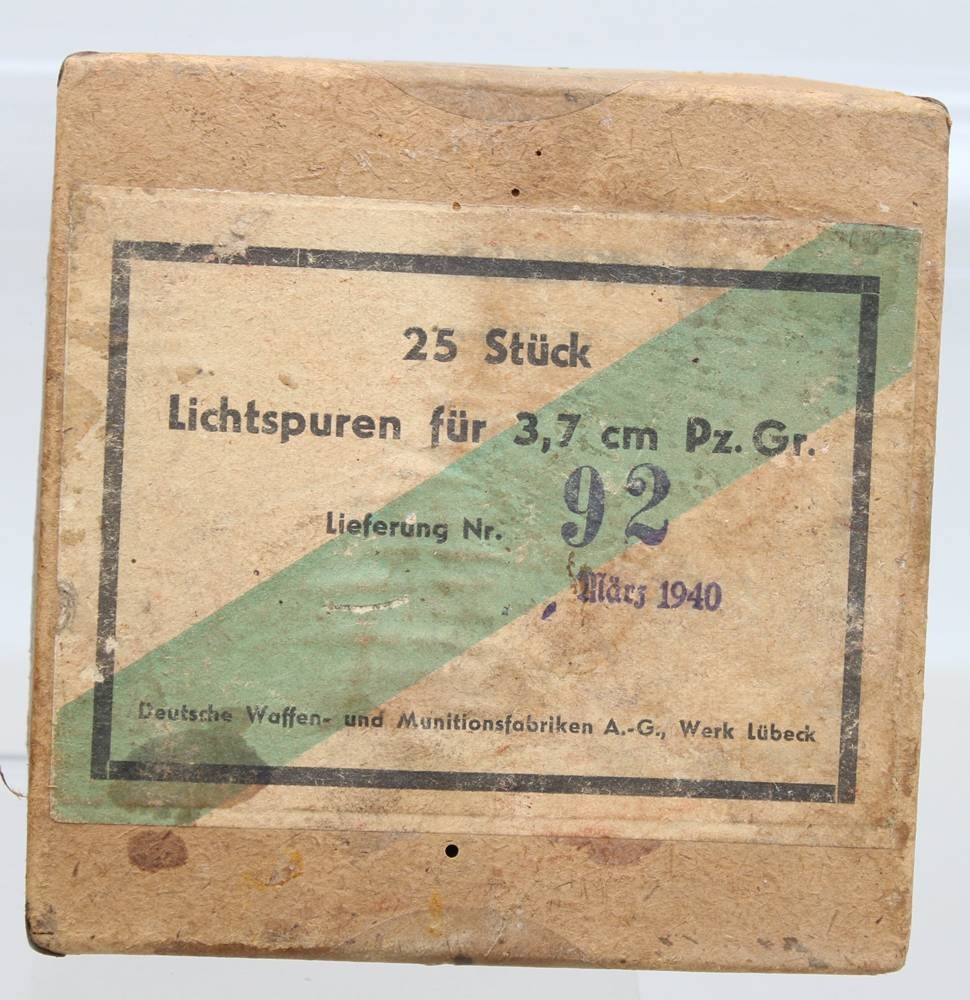 25 Stück
Lichtspuren für 3,7 cm Pz. Gr.
Lieferung Nr. 92
März 1940
Deutsche Waffen- und Munitionsfabriken A.-G., Werk Lübeck